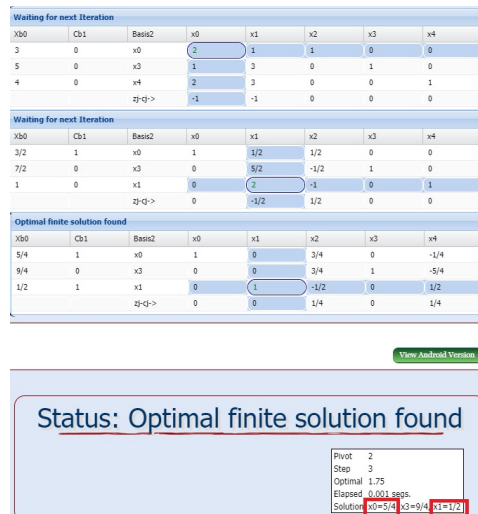 Waiting for next Iteration
Xb0 Cb1 Basis2 x0 x1 x2 x3 x4
3 0 x0 2 1 1 0 0
5 0 x3 1 3 0 1 0
4 0 x4 2 3 0 0 1
zj-cj-> -1 -1 0 0 0
Waiting for next Iteration
Xb0 Cb1 Basis2 x0 x1 x2 x3 x4
3/2 1 x0 1 1/2 1/2 0 0
7/2 0 x3 0 5/2 -1/2 1 0
1 0 x1 0 2 -1 0 1
zj-cj-> 0 -1/2 1/2 0 0
Optimal finite solution found
Xb0 Cb1 Basis2 x0 x1 x2 x3 x4
5/4 1 x0 1 0 3/4 0 -1/4
9/4 0 x3 0 0 3/4 1 -5/4
1/2 1 x1 0 1 -1/2 0 1/2
zj-cj-> 0 0 1/4 0 1/4
View Android Version
Status: Optimal finite solution found
Pivot 2
Step 3
Optimal 1.75
Elapsed 0.001 segs.
Solution x0=5/4, x3=9/4, x1=1/2